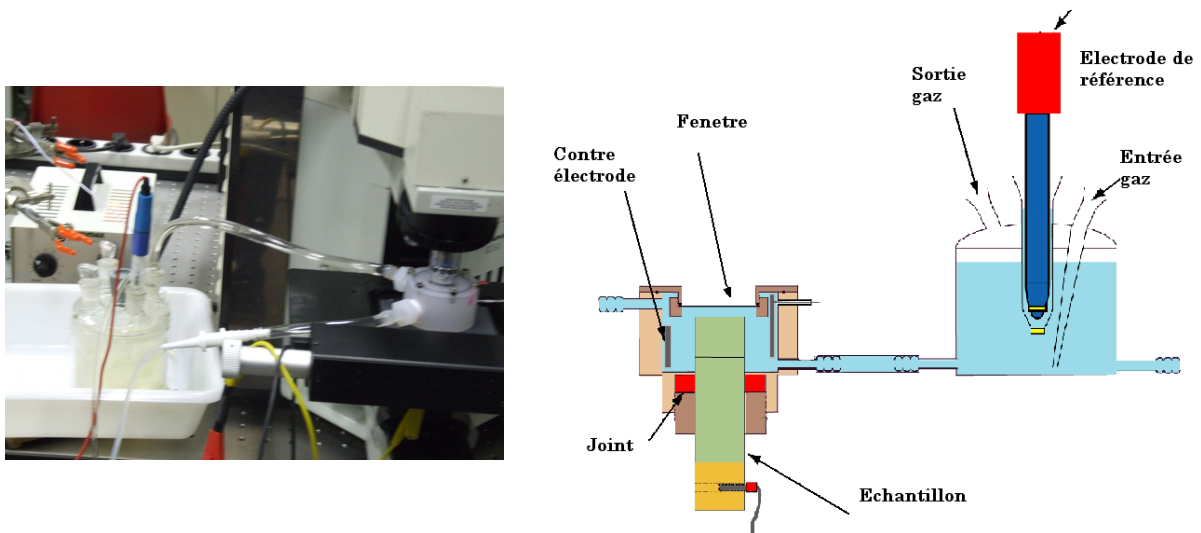 Electrode de
référence
Sortie
gaz
Fenetre
Entrée
gaz
Contre
électrode
Joint
Echantillon